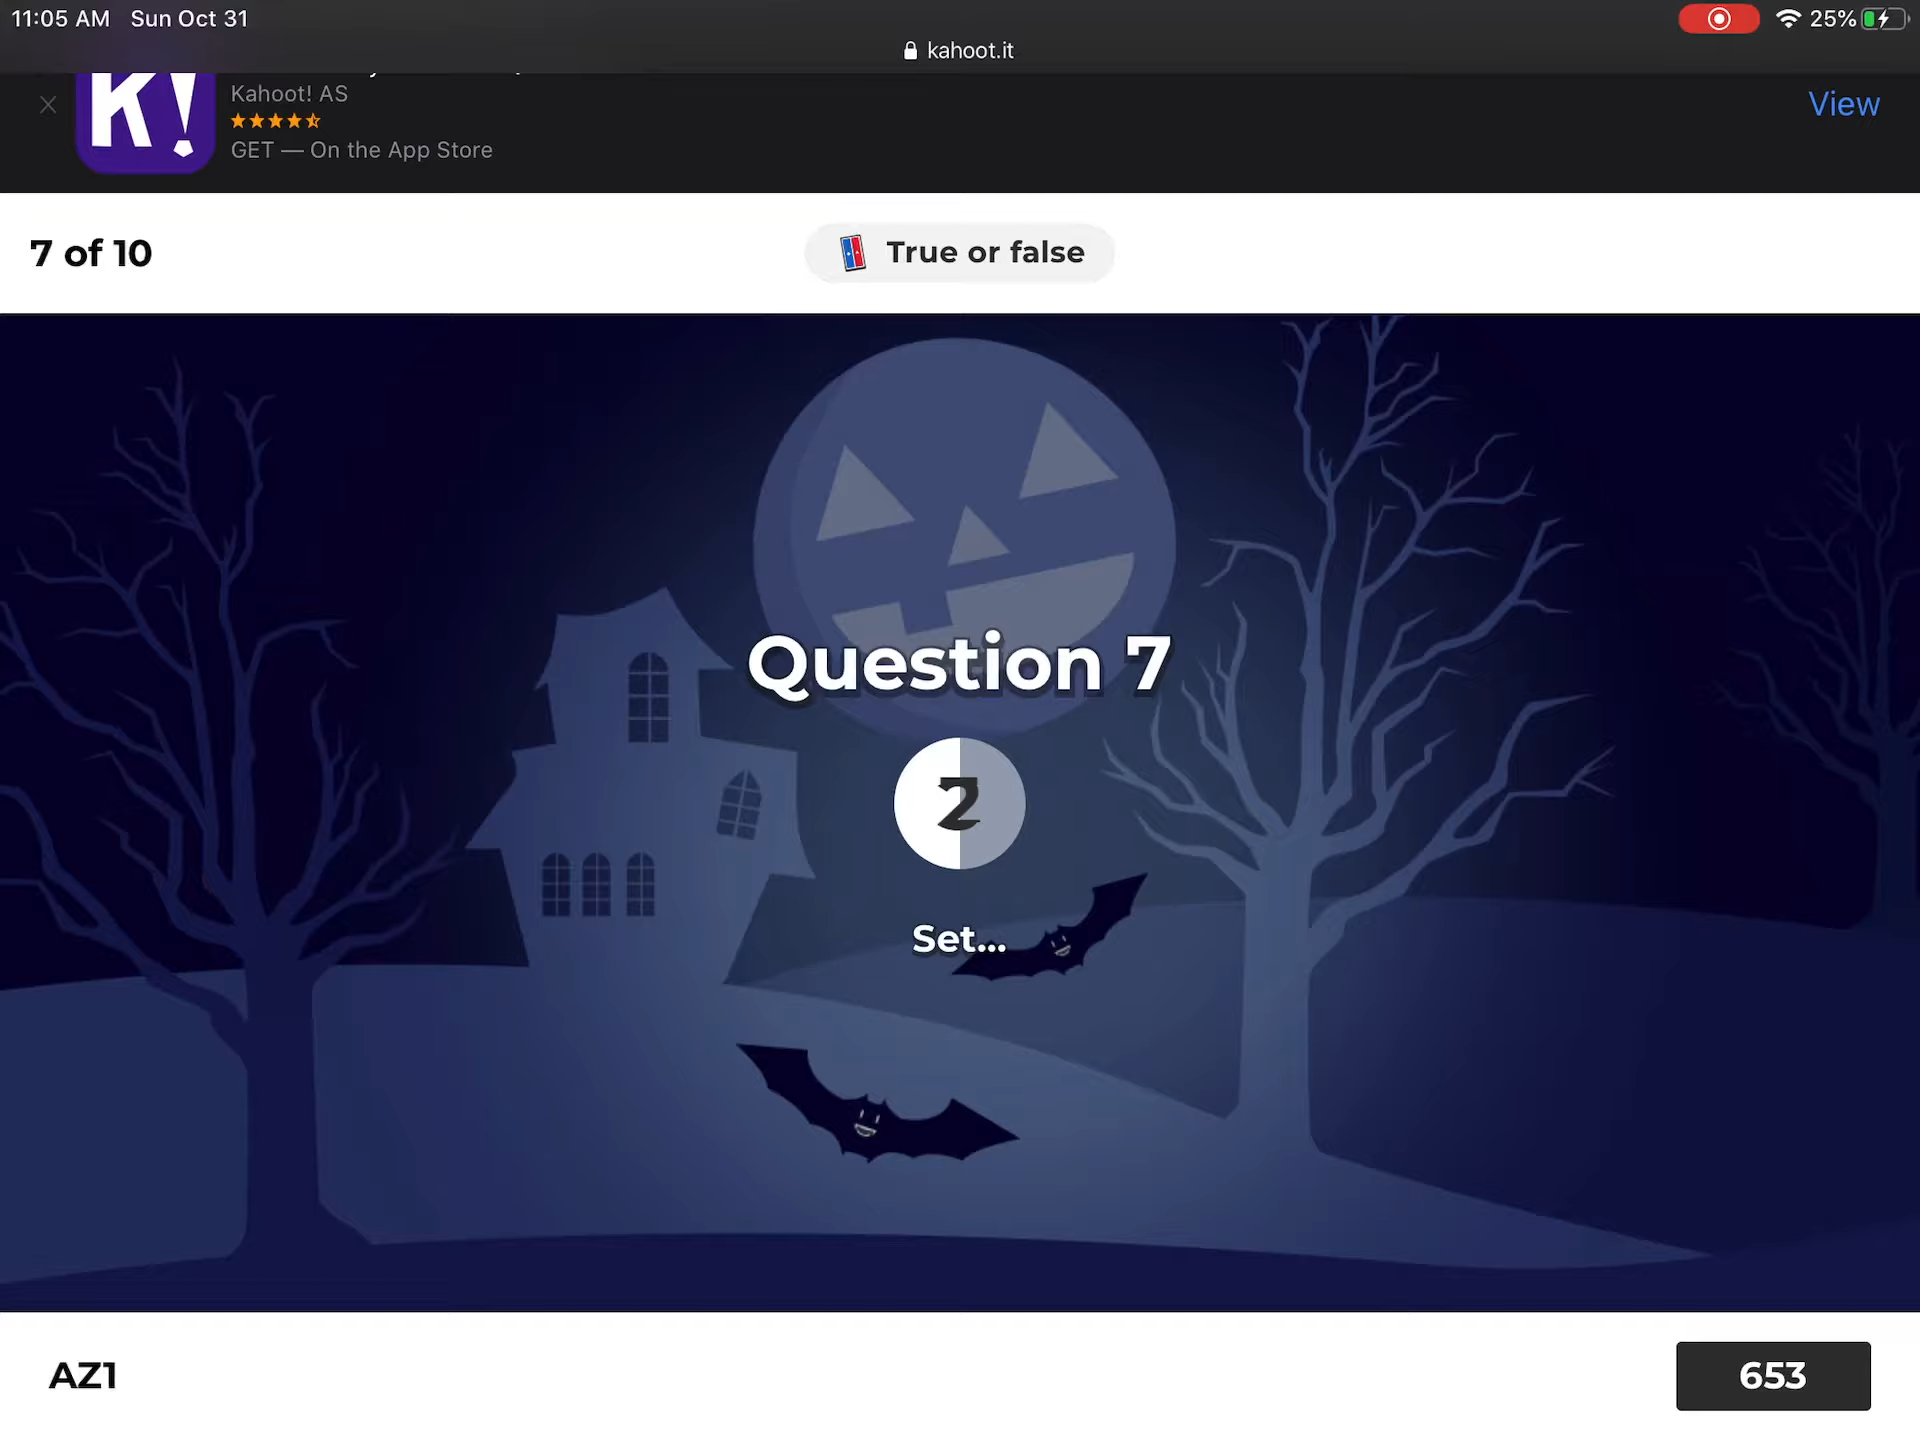 11:05 AM Sun Oct 31
25%
kahoot.it
K!
Kahoot! AS
GET — On the App Store
View
7 of 10
True or false
Question 7
2
Set...
AZ1
653